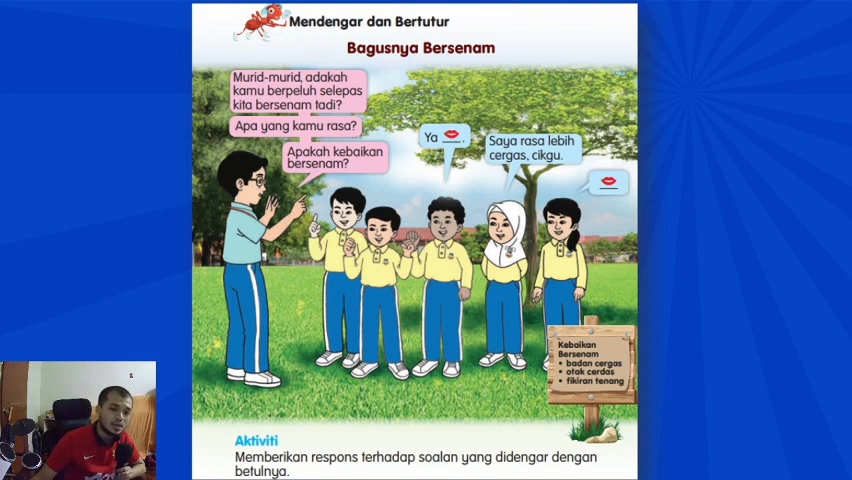 Mendengar dan Bertutur
Bagusnya Bersenam
Murid-murid, adakah
kamu berpeluh selepas
kita bersenam tadi?
Apa yang kamu rasa?
Apakah kebaikan
bersenam?
Ya ___.
Saya rasa lebih
cergas, cikgu.
Kebaikan
Bersenam
• badan cergas
• otak cerdas
• fikiran tenang
Aktiviti
Memberikan respons terhadap soalan yang didengar dengan
betulnya.